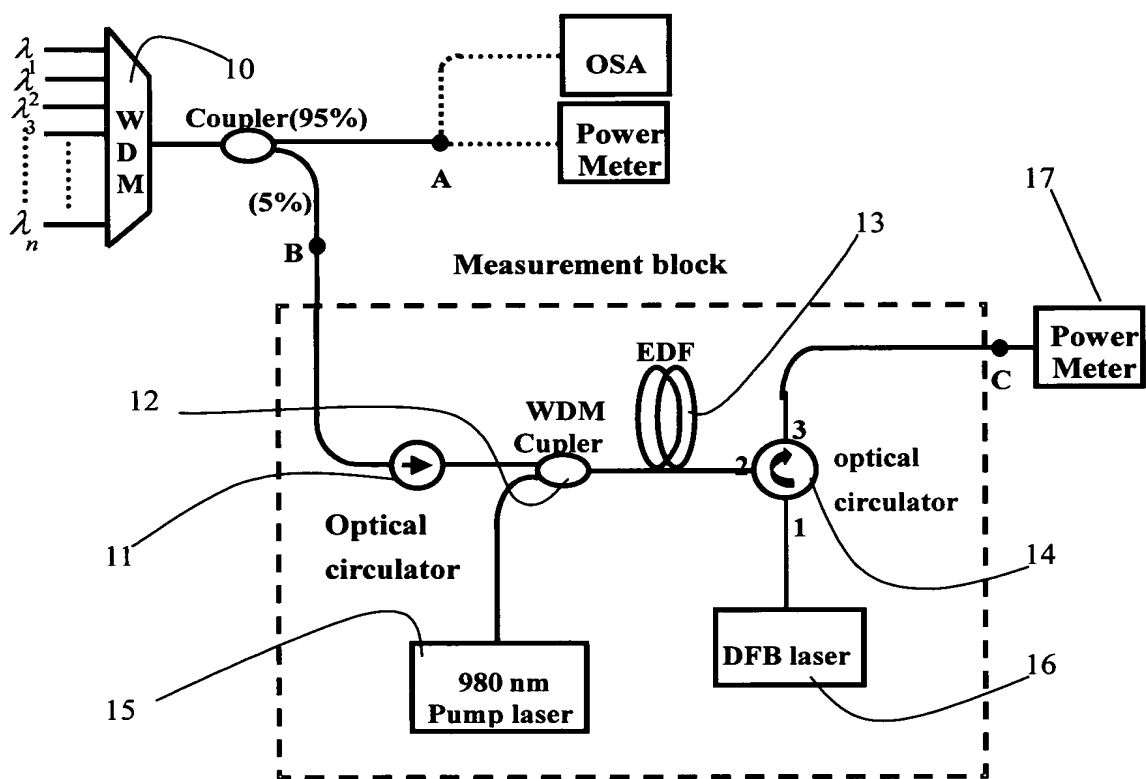 λ
λ1
λ2
λ3
λn
10
W
D
M
Coupler(95%)
(5%)
A
B
OSA
Power
Meter
17
13
Measurement block
Power
Meter
C
EDF
12
WDM
Cupler
3
2
1
optical
circulator
11
Optical
circulator
14
DFB laser
16
15
980 nm
Pump laser